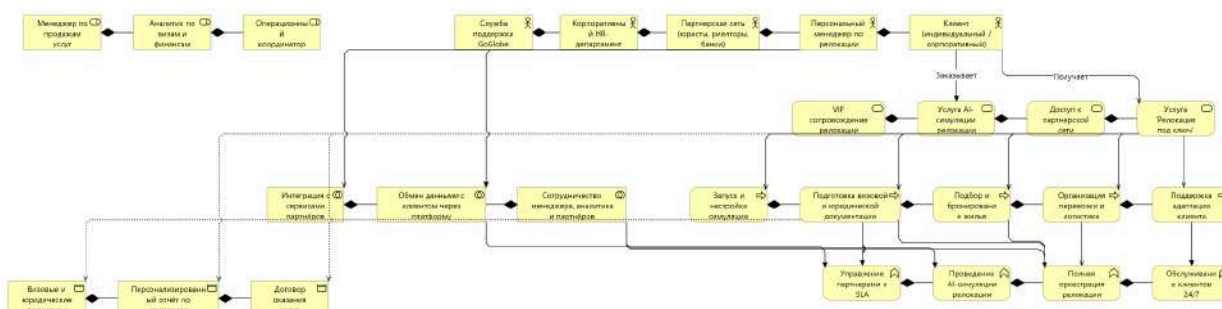 Менеджер по
продажам
услуг
Аналитик по
визам и
финансам
Операционны
й
координатор
Служба
поддержки
GoGlobe
Корпоративны
й HR-
департамент
Партнерская сеть
(юристы, риелторы,
банки)
Персональный
менеджер по
релокации
Клиент
(индивидуальный /
корпоративный)
Заказывает
Получает
VIP
сопровождение
релокации
Услуга AI-
симуляции
релокации
Доступ к
партнерской
сети
Услуга
'Релокация
под ключ'
Интеграция с
сервисами
партнёров
Обмен данными с
клиентом через
платформу
Сотрудничество
менеджера, аналитика
и партнёров
Запуск и
настройка
симуляции
Подготовка визовой
и юридической
документации
Подбор и
бронировани
е жилья
Организация
перевозки и
логистика
Поддержка
адаптации
клиента
Управление
партнерами и
SLA
Проведение
AI-симуляции
релокации
Полная
оркестрация
релокации
Обслуживани
е клиентов
24/7
Визовые и
юридические
Персонализированн
ый отчёт по
Договор
оказания